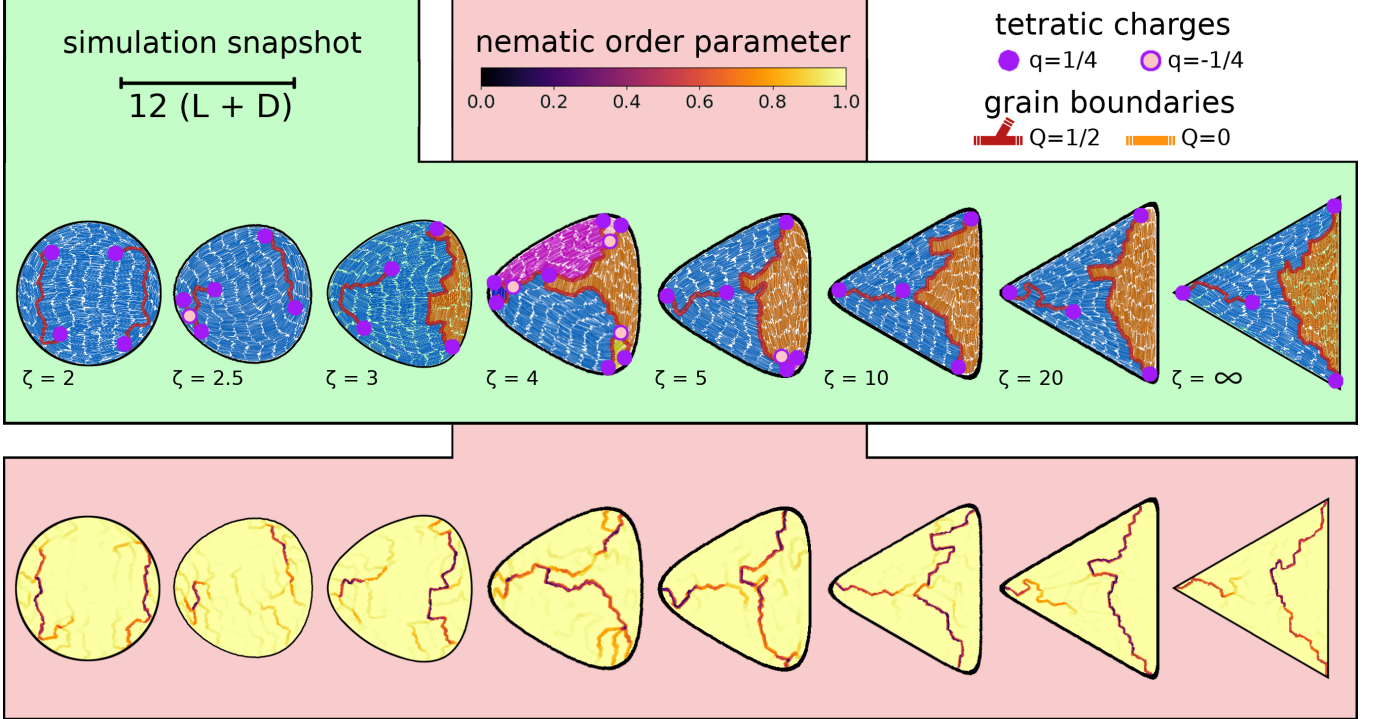 simulation snapshot
12 (L + D)
nematic order parameter
0.0 0.2 0.4 0.6 0.8 1.0
tetratic charges
q=1/4 q=-1/4
grain boundaries
Q=1/2 Q=0
ζ = 2 ζ = 2.5 ζ = 3 ζ = 4 ζ = 5 ζ = 10 ζ = 20 ζ = ∞